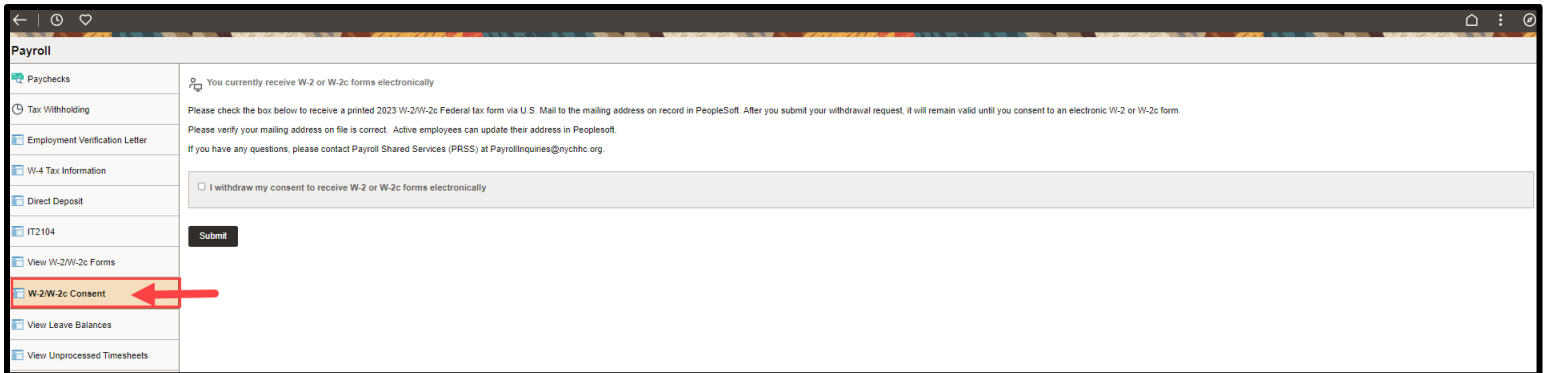 Payroll
Paychecks
Tax Withholding
Employment Verification Letter
W-4 Tax Information
Direct Deposit
IT2104
View W-2/W-2c Forms
W-2/W-2c Consent
View Leave Balances
View Unprocessed Timesheets
You currently receive W-2 or W-2c forms electronically
Please check the box below to receive a printed 2023 W-2/W-2c Federal tax form via U.S. Mail to the mailing address on record in PeopleSoft. After you submit your withdrawal request, it will remain valid until you consent to an electronic W-2 or W-2c form.
Please verify your mailing address on file is correct.  Active employees can update their address in Peoplesoft.
If you have any questions, please contact Payroll Shared Services (PRSS) at PayrollInquiries@nychhc.org.
I withdraw my consent to receive W-2 or W-2c forms electronically
Submit